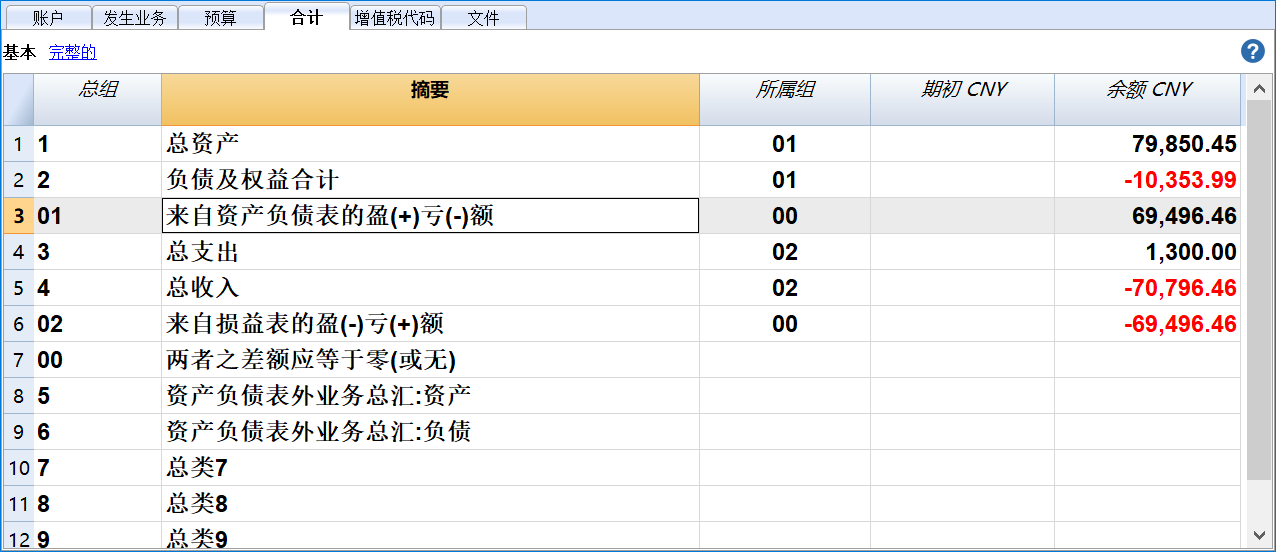 账户 发生业务 预算 合计 增值税代码 文件
基本 完整的 ?
总组 摘要 所属组 期初 CNY 余额 CNY
1 1 总资产 01 79,850.45
2 2 负债及权益合计 01 -10,353.99
3 01 来自资产负债表的盈(+)亏(-)额 00 69,496.46
4 3 总支出 02 1,300.00
5 4 总收入 02 -70,796.46
6 02 来自损益表的盈(-)亏(+)额 00 -69,496.46
7 00 两者之差额应等于零(或无)
8 5 资产负债表外业务总汇:资产
9 6 资产负债表外业务总汇:负债
10 7 总类7
11 8 总类8
12 9 总类9